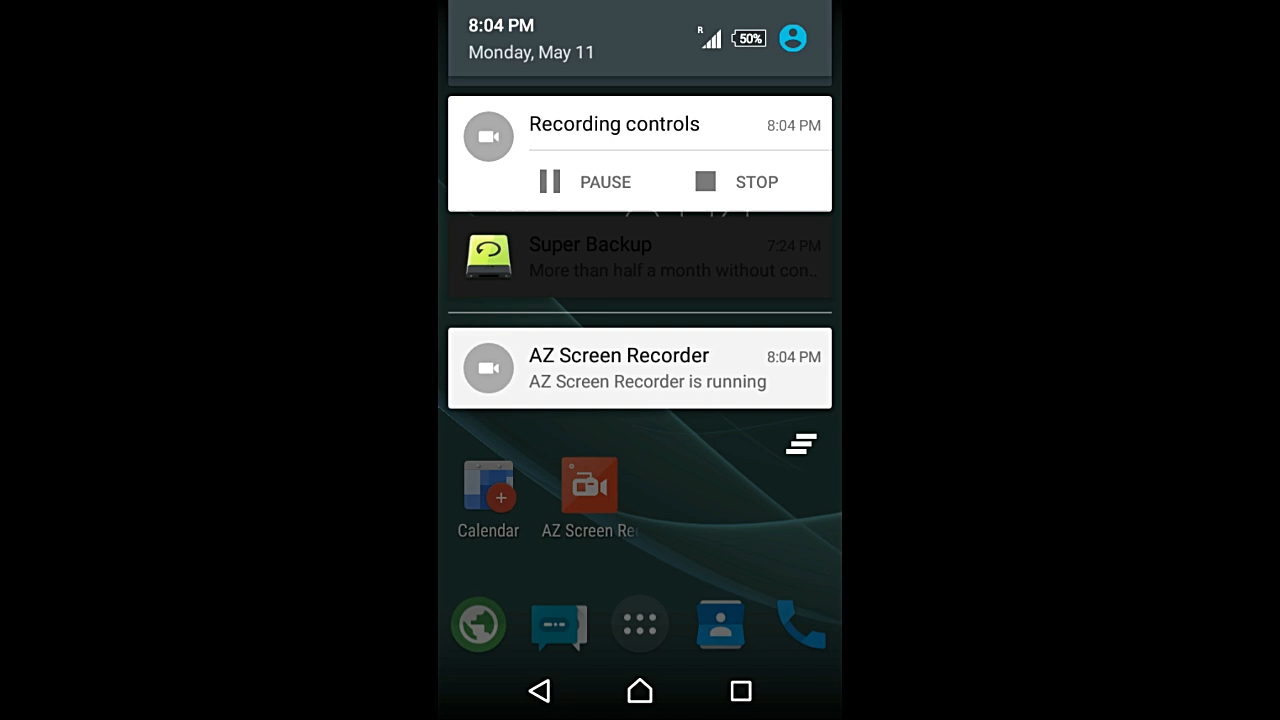 8:04 PM
Monday, May 11
R
50%
Recording controls
8:04 PM
PAUSE
STOP
Super Backup
7:24 PM
More than half a month without con..
AZ Screen Recorder
8:04 PM
AZ Screen Recorder is running
Calendar
AZ Screen Re